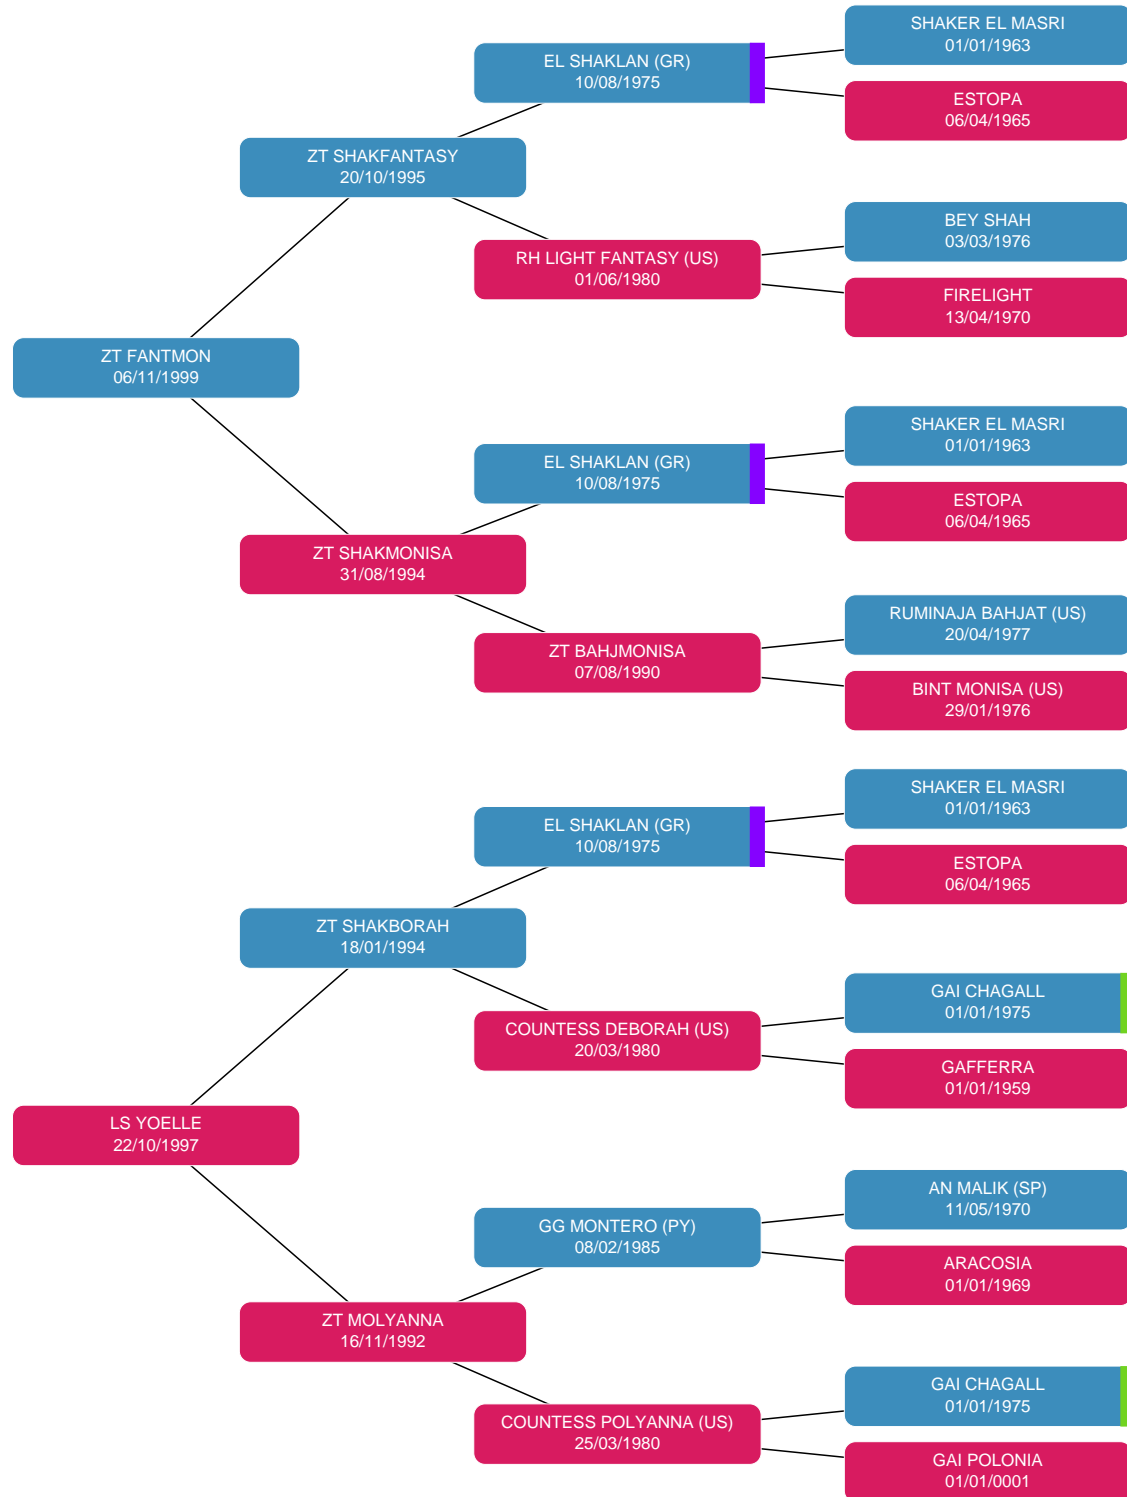 SHAKER EL MASRI
01/01/1963
EL SHAKLAN (GR)
10/08/1975
ESTOPA
06/04/1965
ZT SHAKFANTASY
20/10/1995
BEY SHAH
03/03/1976
RH LIGHT FANTASY (US)
01/06/1980
FIRELIGHT
13/04/1970
ZT FANTMON
06/11/1999
SHAKER EL MASRI
01/01/1963
EL SHAKLAN (GR)
10/08/1975
ESTOPA
06/04/1965
ZT SHAKMONISA
31/08/1994
RUMINAJA BAHJAT (US)
20/04/1977
ZT BAHJMONISA
07/08/1990
BINT MONISA (US)
29/01/1976
SHAKER EL MASRI
01/01/1963
EL SHAKLAN (GR)
10/08/1975
ESTOPA
06/04/1965
ZT SHAKBORAH
18/01/1994
GAI CHAGALL
01/01/1975
COUNTESS DEBORAH (US)
20/03/1980
GAFFERRA
01/01/1959
LS YOELLE
22/10/1997
AN MALIK (SP)
11/05/1970
GG MONTERO (PY)
08/02/1985
ARACOSIA
01/01/1969
ZT MOLYANNA
16/11/1992
GAI CHAGALL
01/01/1975
COUNTESS POLYANNA (US)
25/03/1980
GAI POLONIA
01/01/0001